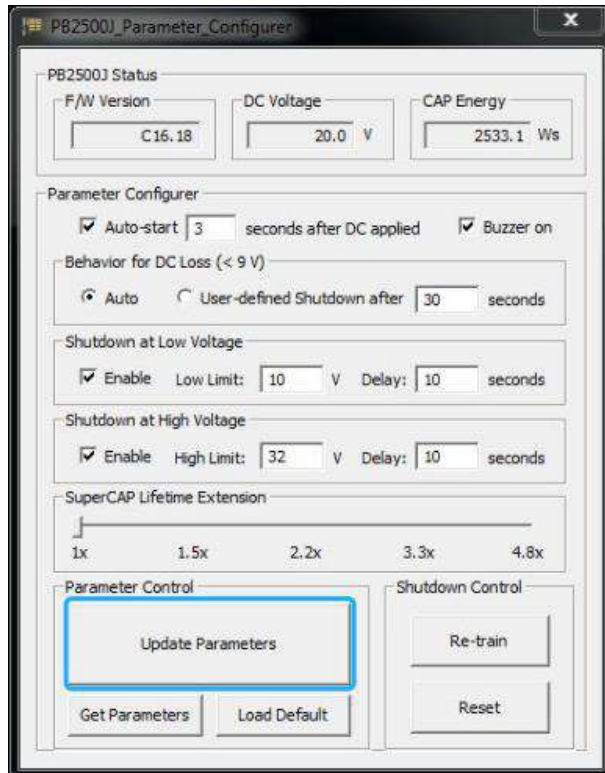 PB2500J_Parameter_Configurer
x
PB2500J Status
F/W Version DC Voltage CAP Energy
C16.18 20.0 V 2533.1 Ws
Parameter Configurer
Auto-start 3 seconds after DC applied Buzzer on
Behavior for DC Loss (< 9 V)
Auto User-defined Shutdown after 30 seconds
Shutdown at Low Voltage
Enable Low Limit: 10 V Delay: 10 seconds
Shutdown at High Voltage
Enable High Limit: 32 V Delay: 10 seconds
SuperCAP Lifetime Extension
1x 1.5x 2.2x 3.3x 4.8x
Parameter Control Shutdown Control
Update Parameters Re-train
Get Parameters Load Default Reset